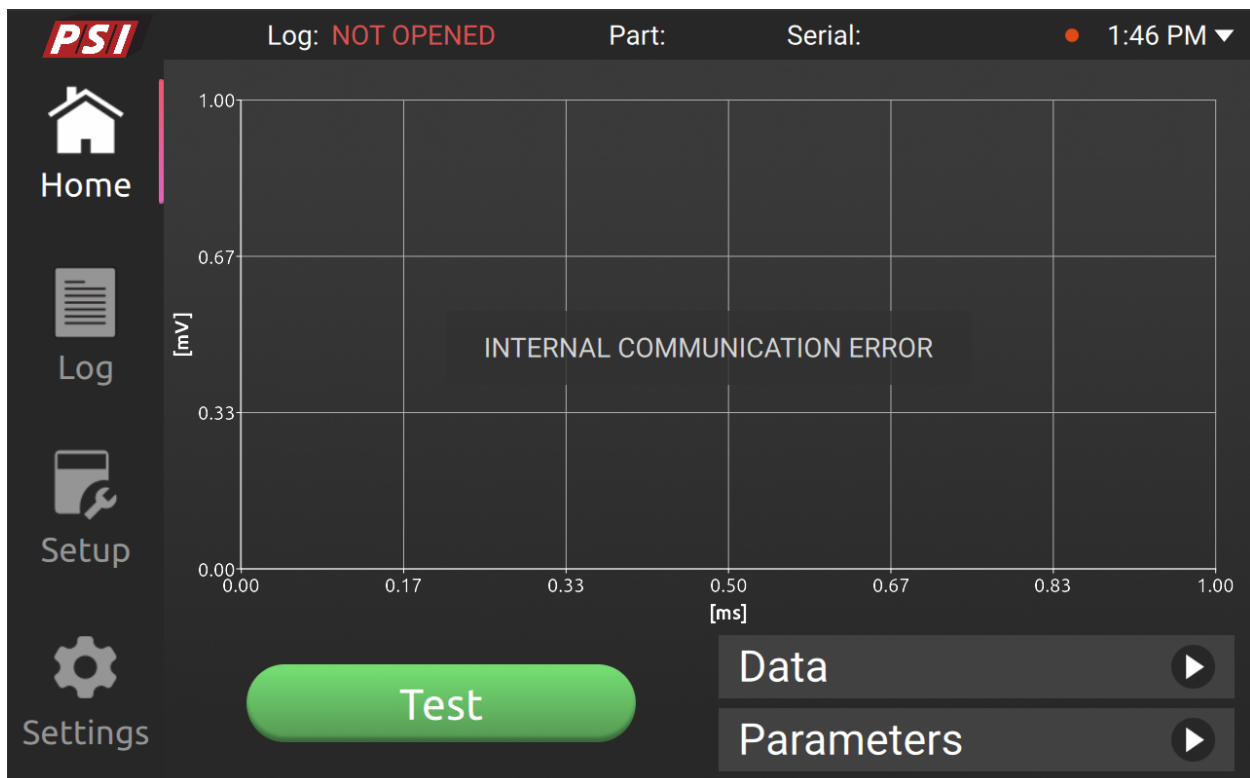 PSI
Log: NOT OPENED Part: Serial: 1:46 PM
Home
Log
Setup
Settings
1.00
0.67
0.33
0.00
[mV]
INTERNAL COMMUNICATION ERROR
0.00 0.17 0.33 0.50 0.67 0.83 1.00
[ms]
Test
Data
Parameters